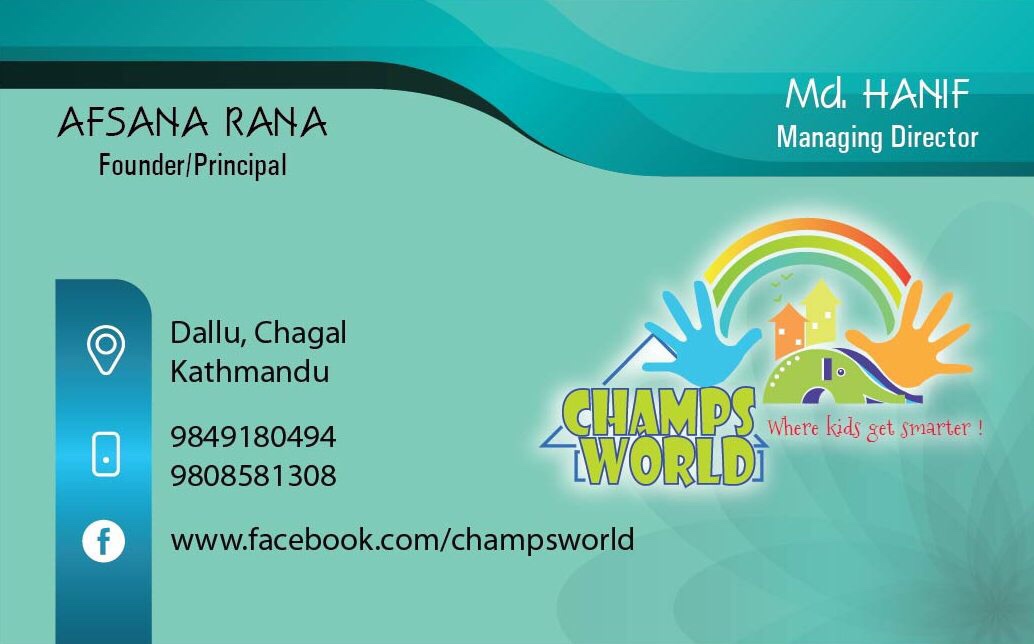 AFSANA RANA
Founder/Principal
Md. HANIF
Managing Director
Dallu, Chagal
Kathmandu
9849180494
9808581308
www.facebook.com/champsworld
CHAMPS
WORLD
Where kids get smarter !